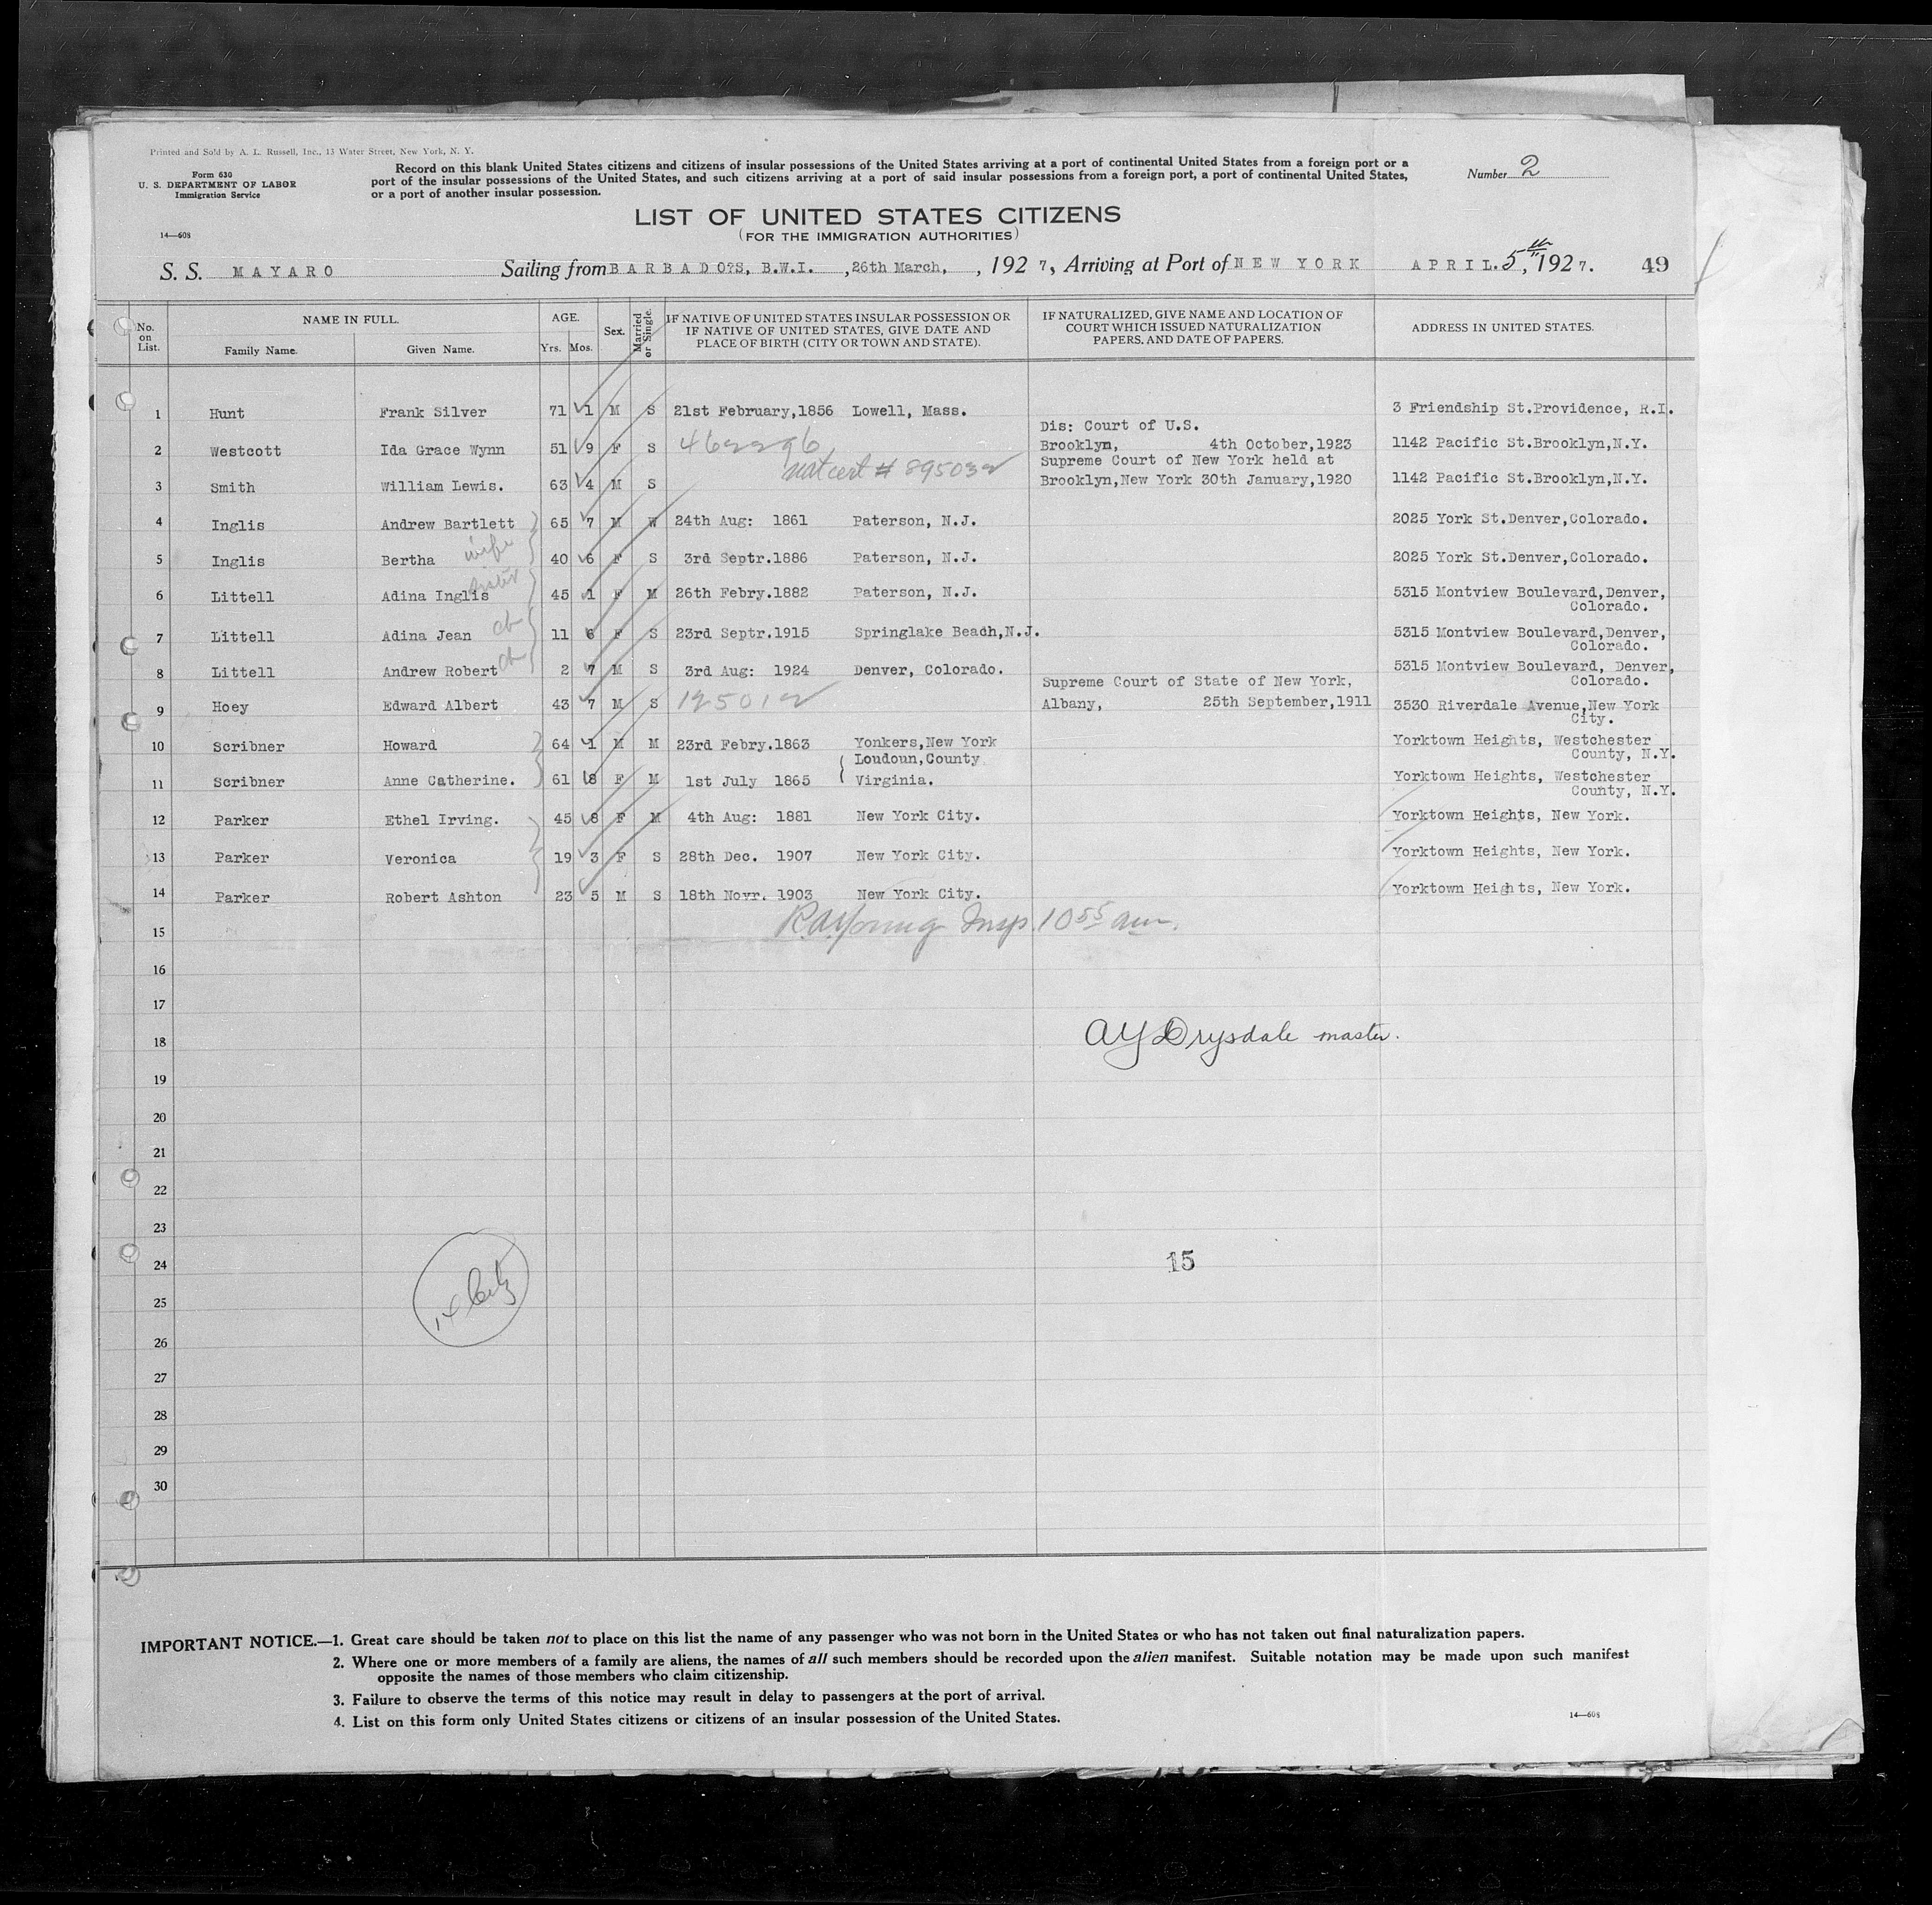 Printed and Sold by A. L. Russell, Inc., 13 Water Street, New York, N. Y.
Form 630
U. S. DEPARTMENT OF LABOR
Immigration Service
14—608
Record on this blank United States citizens and citizens of insular possessions of the United States arriving at a port of continental United States from a foreign port or a
port of the insular possessions of the United States, and such citizens arriving at a port of said insular possessions from a foreign port, a port of continental United States,
or a port of another insular possession.
Number 2
LIST OF UNITED STATES CITIZENS
(FOR THE IMMIGRATION AUTHORITIES)
S. S. MAYARO Sailing from BARBADOS, B.W.I. , 26th March, , 1927, Arriving at Port of NEW YORK APRIL. 5th, 1927. 49
No. on List. NAME IN FULL. AGE. Sex. Married or Single. IF NATIVE OF UNITED STATES INSULAR POSSESSION OR IF NATIVE OF UNITED STATES, GIVE DATE AND PLACE OF BIRTH (CITY OR TOWN AND STATE). IF NATURALIZED, GIVE NAME AND LOCATION OF COURT WHICH ISSUED NATURALIZATION PAPERS, AND DATE OF PAPERS. ADDRESS IN UNITED STATES.
Family Name. Given Name. Yrs. Mos.
1 Hunt Frank Silver 71 1 M S 21st February,1856 Lowell, Mass. 3 Friendship St.Providence, R.I.
Dis: Court of U.S.
2 Westcott Ida Grace Wynn 51 9 F S 462296 Brooklyn, 4th October,1923 1142 Pacific St.Brooklyn,N.Y.
nat cert # 895032 Supreme Court of New York held at
3 Smith William Lewis. 63 4 M S Brooklyn,New York 30th January,1920 1142 Pacific St.Brooklyn,N.Y.
4 Inglis Andrew Bartlett 65 7 M W 24th Aug: 1861 Paterson, N.J. 2025 York St.Denver,Colorado.
5 Inglis Bertha wife 40 6 F S 3rd Septr.1886 Paterson, N.J. 2025 York St.Denver,Colorado.
6 Littell Adina Inglis sister 45 1 F M 26th Febry.1882 Paterson, N.J. 5315 Montview Boulevard,Denver,
Colorado.
7 Littell Adina Jean ch 11 6 F S 23rd Septr.1915 Springlake Beach,N.J. 5315 Montview Boulevard,Denver,
Colorado.
8 Littell Andrew Robert ch 2 7 M S 3rd Aug: 1924 Denver, Colorado. 5315 Montview Boulevard, Denver,
Supreme Court of State of New York, Colorado.
9 Hoey Edward Albert 43 7 M S 125012 Albany, 25th September,1911 3530 Riverdale Avenue,New York
City.
10 Scribner Howard 64 1 M M 23rd Febry.1863 Yonkers,New York Yorktown Heights, Westchester
Loudoun,County County, N.Y.
11 Scribner Anne Catherine. 61 8 F M 1st July 1865 Virginia. Yorktown Heights, Westchester
County, N.Y.
12 Parker Ethel Irving. 45 8 F M 4th Aug: 1881 New York City. Yorktown Heights, New York.
13 Parker Veronica 19 3 F S 28th Dec. 1907 New York City. Yorktown Heights, New York.
14 Parker Robert Ashton 23 5 M S 18th Novr. 1903 New York City. Yorktown Heights, New York.
15 R A Young Insp. 10 55 am.
16
17
18 A Y Drysdale master.
19
20
21
22
23
24 15
14 Citz
25
26
27
28
29
30
IMPORTANT NOTICE.—1. Great care should be taken not to place on this list the name of any passenger who was not born in the United States or who has not taken out final naturalization papers.
2. Where one or more members of a family are aliens, the names of all such members should be recorded upon the alien manifest. Suitable notation may be made upon such manifest
opposite the names of those members who claim citizenship.
3. Failure to observe the terms of this notice may result in delay to passengers at the port of arrival.
4. List on this form only United States citizens or citizens of an insular possession of the United States.
14—608